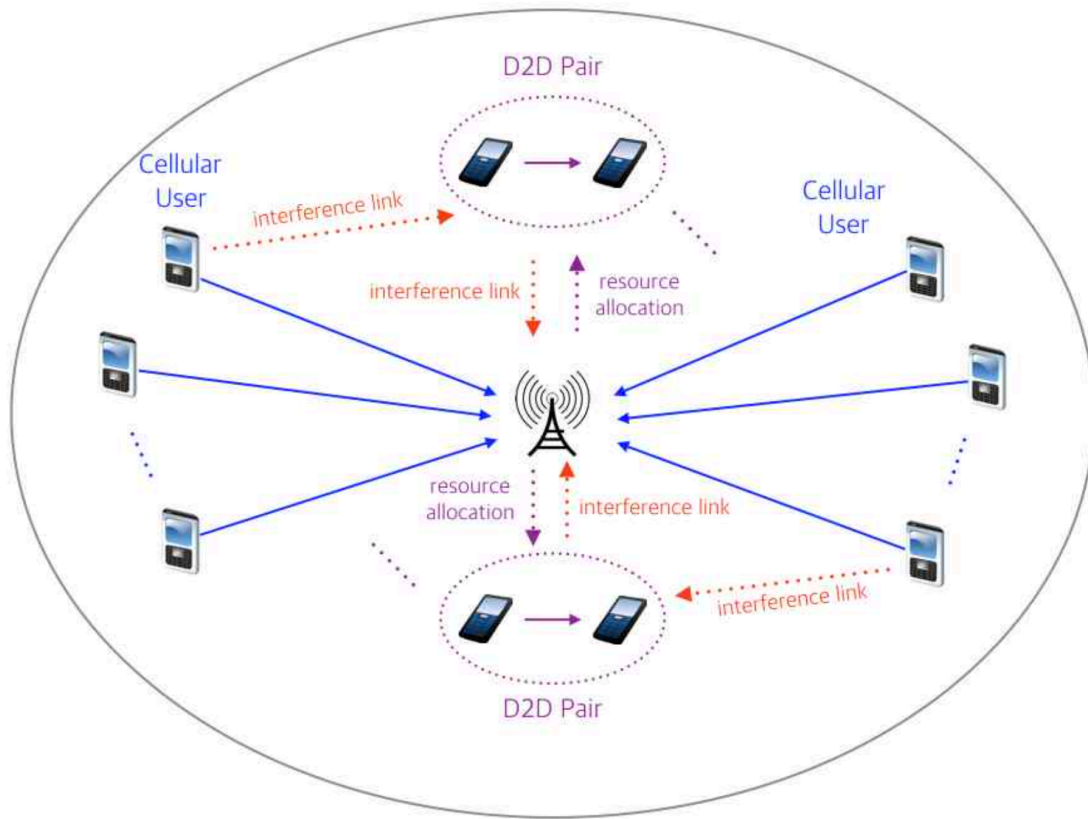 D2D Pair
Cellular
User
Cellular
User
interference link
interference link
resource
allocation
resource
allocation
interference link
interference link
D2D Pair